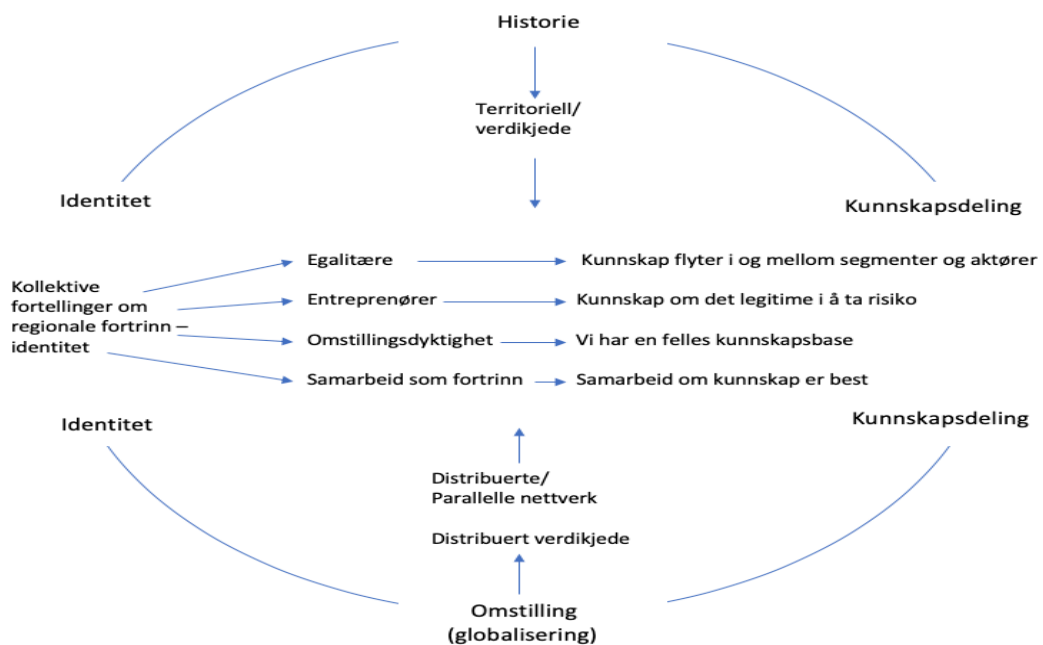 Historie
Territoriell/
verdikjede
Identitet
Kunnskapsdeling
Kollektive
fortellinger om
regionale fortrinn –
identitet
Egalitære
Kunnskap flyter i og mellom segmenter og aktører
Entreprenører
Kunnskap om det legitime i å ta risiko
Omstillingsdyktighet
Vi har en felles kunnskapsbase
Samarbeid som fortrinn
Samarbeid om kunnskap er best
Identitet
Kunnskapsdeling
Distribuerte/
Parallelle nettverk
Distribuert verdikjede
Omstilling
(globalisering)